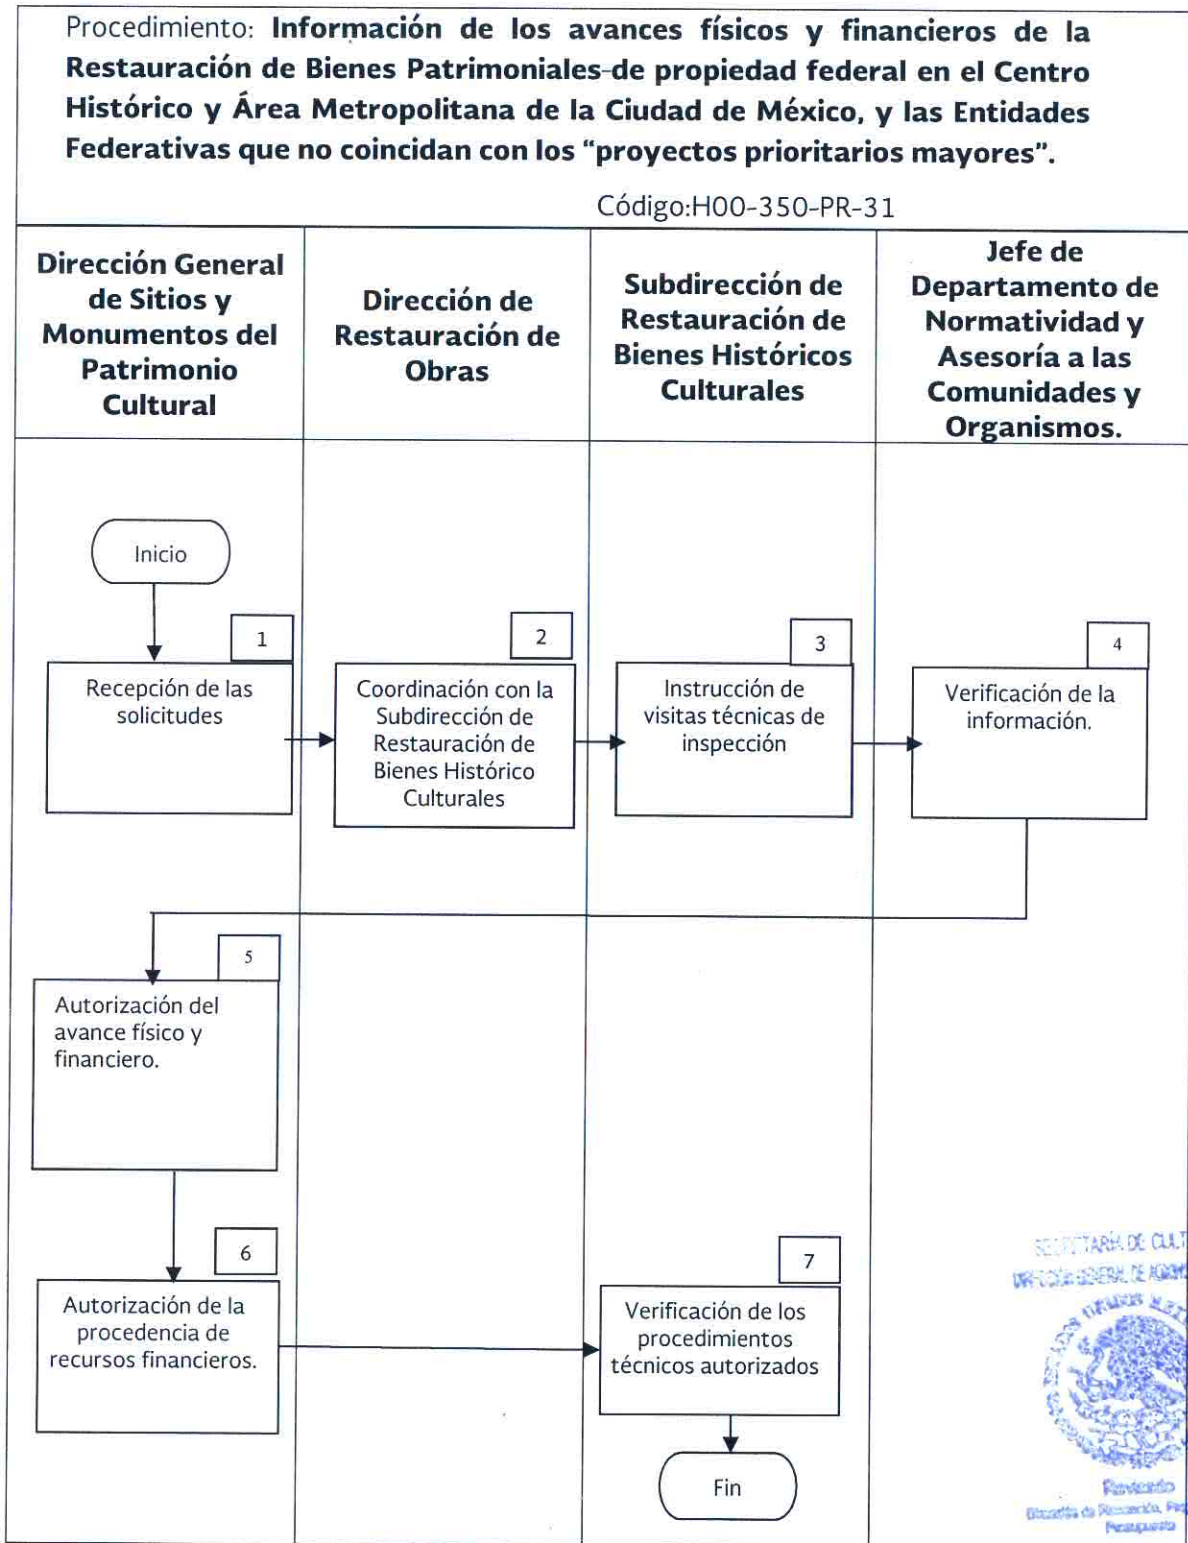 Procedimiento: Información de los avances físicos y financieros de la
Restauración de Bienes Patrimoniales-de propiedad federal en el Centro
Histórico y Área Metropolitana de la Ciudad de México, y las Entidades
Federativas que no coincidan con los “proyectos prioritarios mayores”.
Código:H00-350-PR-31
Dirección General
de Sitios y
Monumentos del
Patrimonio
Cultural
Dirección de
Restauración de
Obras
Subdirección de
Restauración de
Bienes Históricos
Culturales
Jefe de
Departamento de
Normatividad y
Asesoría a las
Comunidades y
Organismos.
Inicio
1
Recepción de las
solicitudes
2
Coordinación con la
Subdirección de
Restauración de
Bienes Histórico
Culturales
3
Instrucción de
visitas técnicas de
inspección
4
Verificación de la
información.
5
Autorización del
avance físico y
financiero.
6
Autorización de la
procedencia de
recursos financieros.
7
Verificación de los
procedimientos
técnicos autorizados
Fin
DE CULT
GENERAL DE